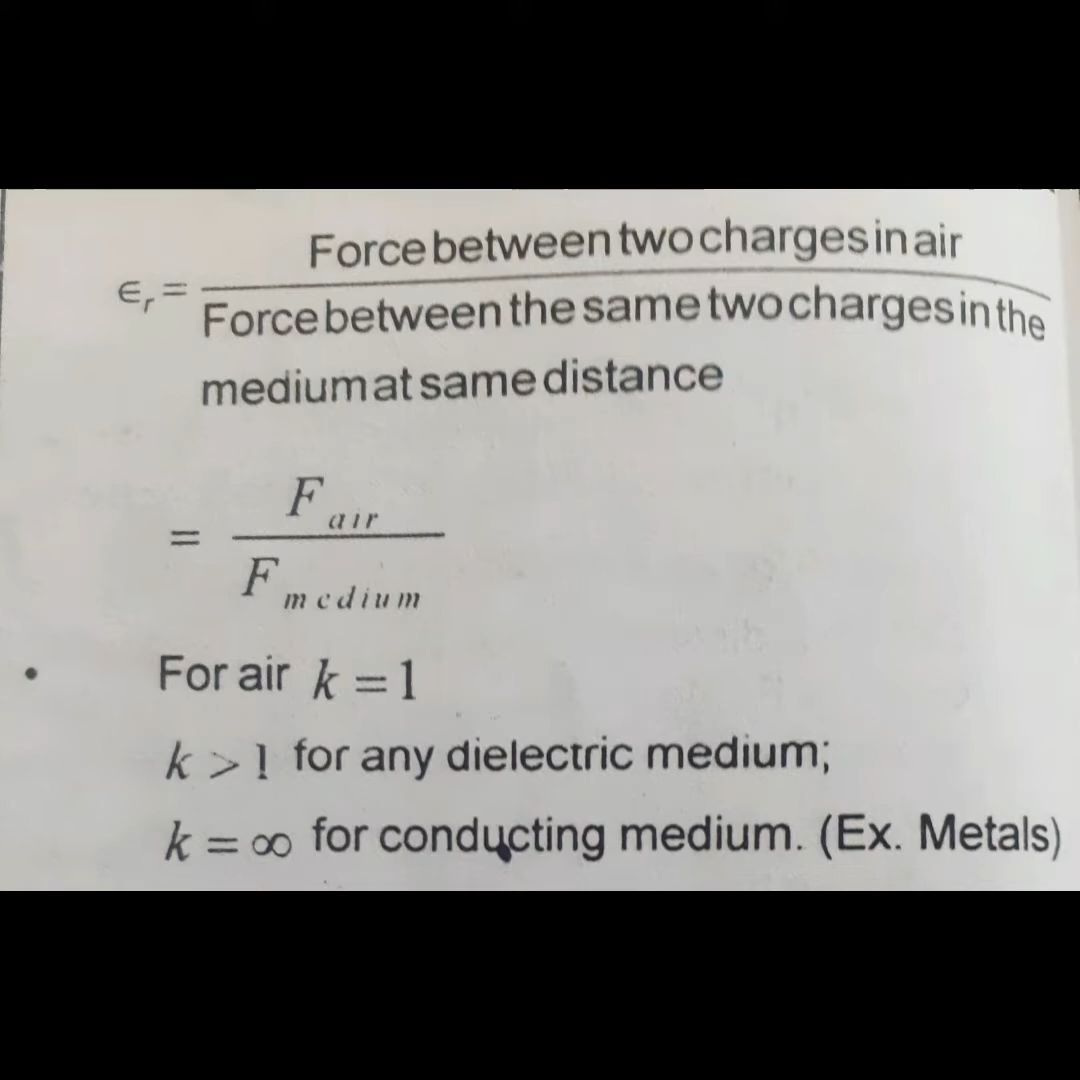 Force between two charges in air
∈r = 
Force between the same two charges in the
medium at same distance
= F air / F medium
• For air k = 1
k > 1 for any dielectric medium;
k = ∞ for conducting medium. (Ex. Metals)